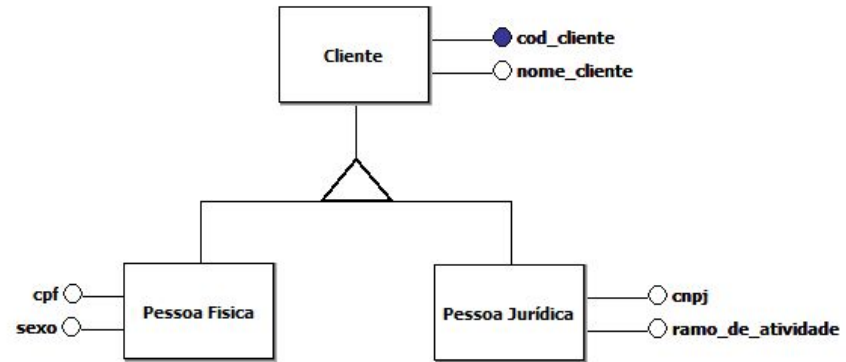 Cliente
cod_cliente
nome_cliente
cpf
sexo
Pessoa Fisica
Pessoa Jurídica
cnpj
ramo_de_atividade